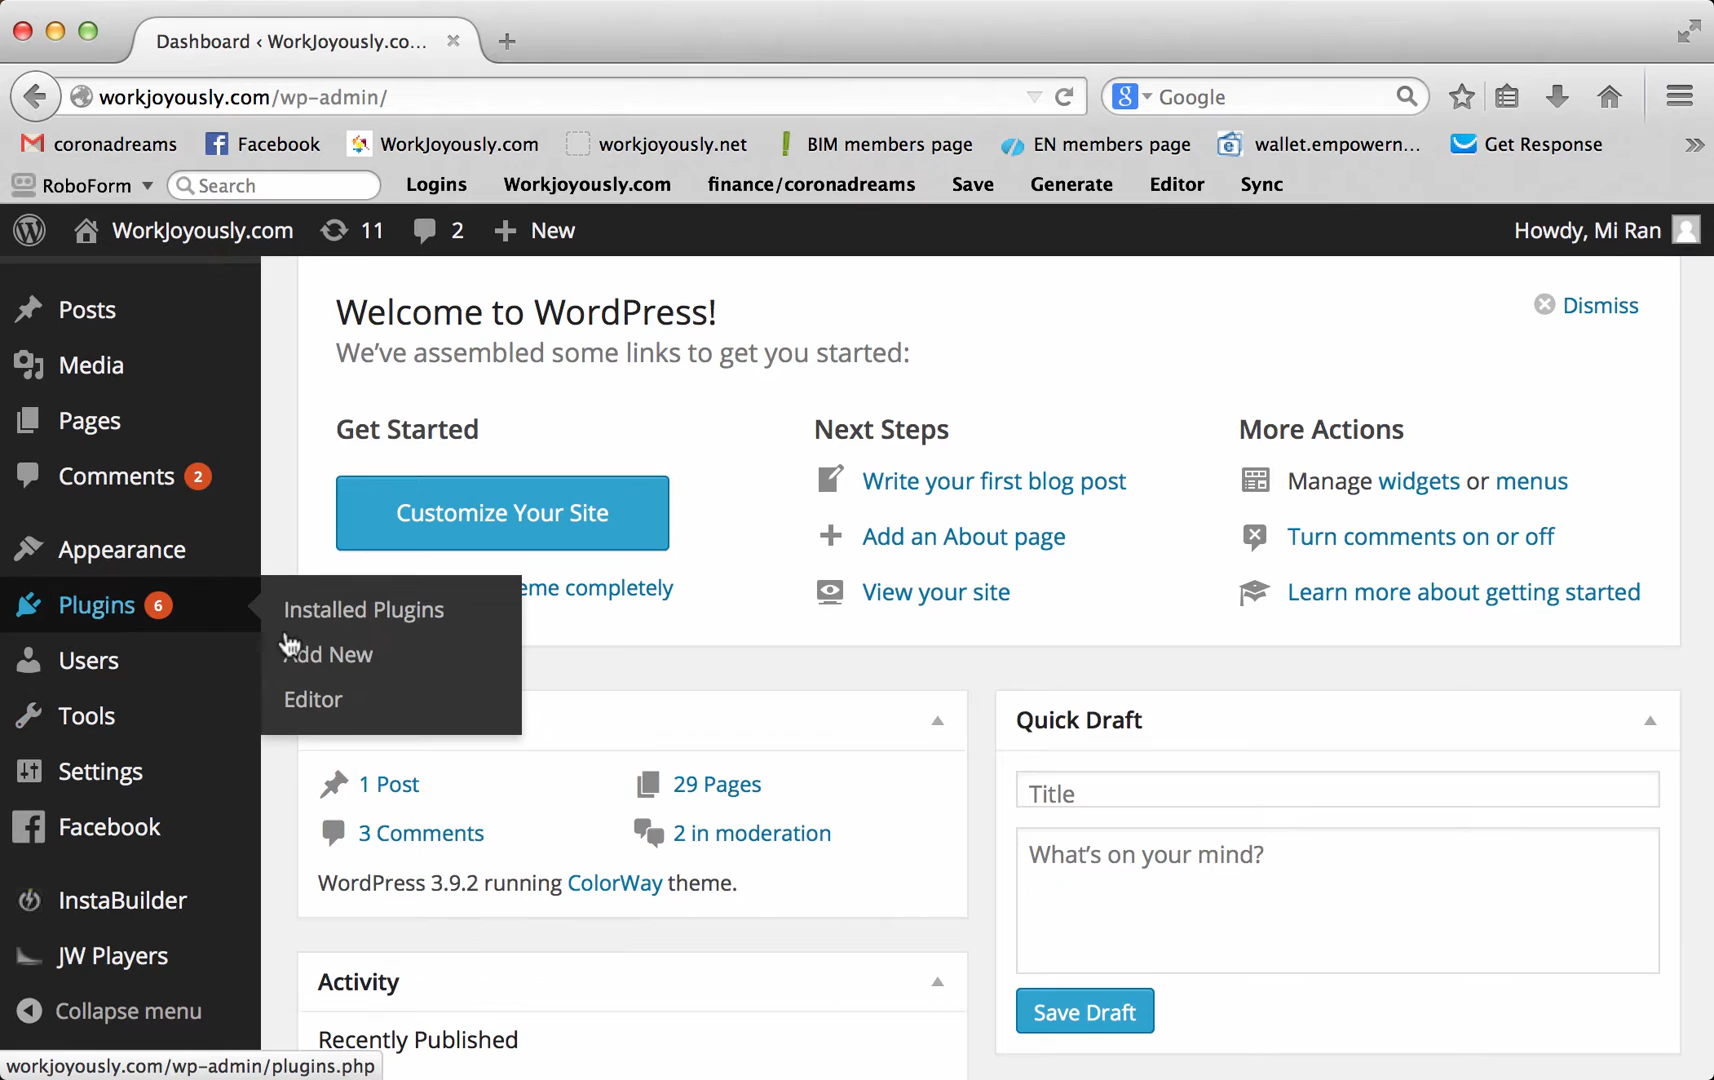 Dashboard ‹ WorkJoyously.co...
workjoyously.com/wp-admin/
Google
coronadreams
Facebook
WorkJoyously.com
workjoyously.net
BIM members page
EN members page
wallet.empowern...
Get Response
RoboForm
Search
Logins
Workjoyously.com
finance/coronadreams
Save
Generate
Editor
Sync
WorkJoyously.com
11
2
New
Howdy, Mi Ran
Posts
Media
Pages
Comments 2
Appearance
Plugins 6
Users
Tools
Settings
Facebook
InstaBuilder
JW Players
Collapse menu
Installed Plugins
Add New
Editor
Welcome to WordPress!
Dismiss
We've assembled some links to get you started:
Get Started
Customize Your Site
eme completely
Next Steps
Write your first blog post
Add an About page
View your site
More Actions
Manage widgets or menus
Turn comments on or off
Learn more about getting started
1 Post
29 Pages
3 Comments
2 in moderation
WordPress 3.9.2 running ColorWay theme.
Activity
Recently Published
Quick Draft
Title
What's on your mind?
Save Draft
workjoyously.com/wp-admin/plugins.php